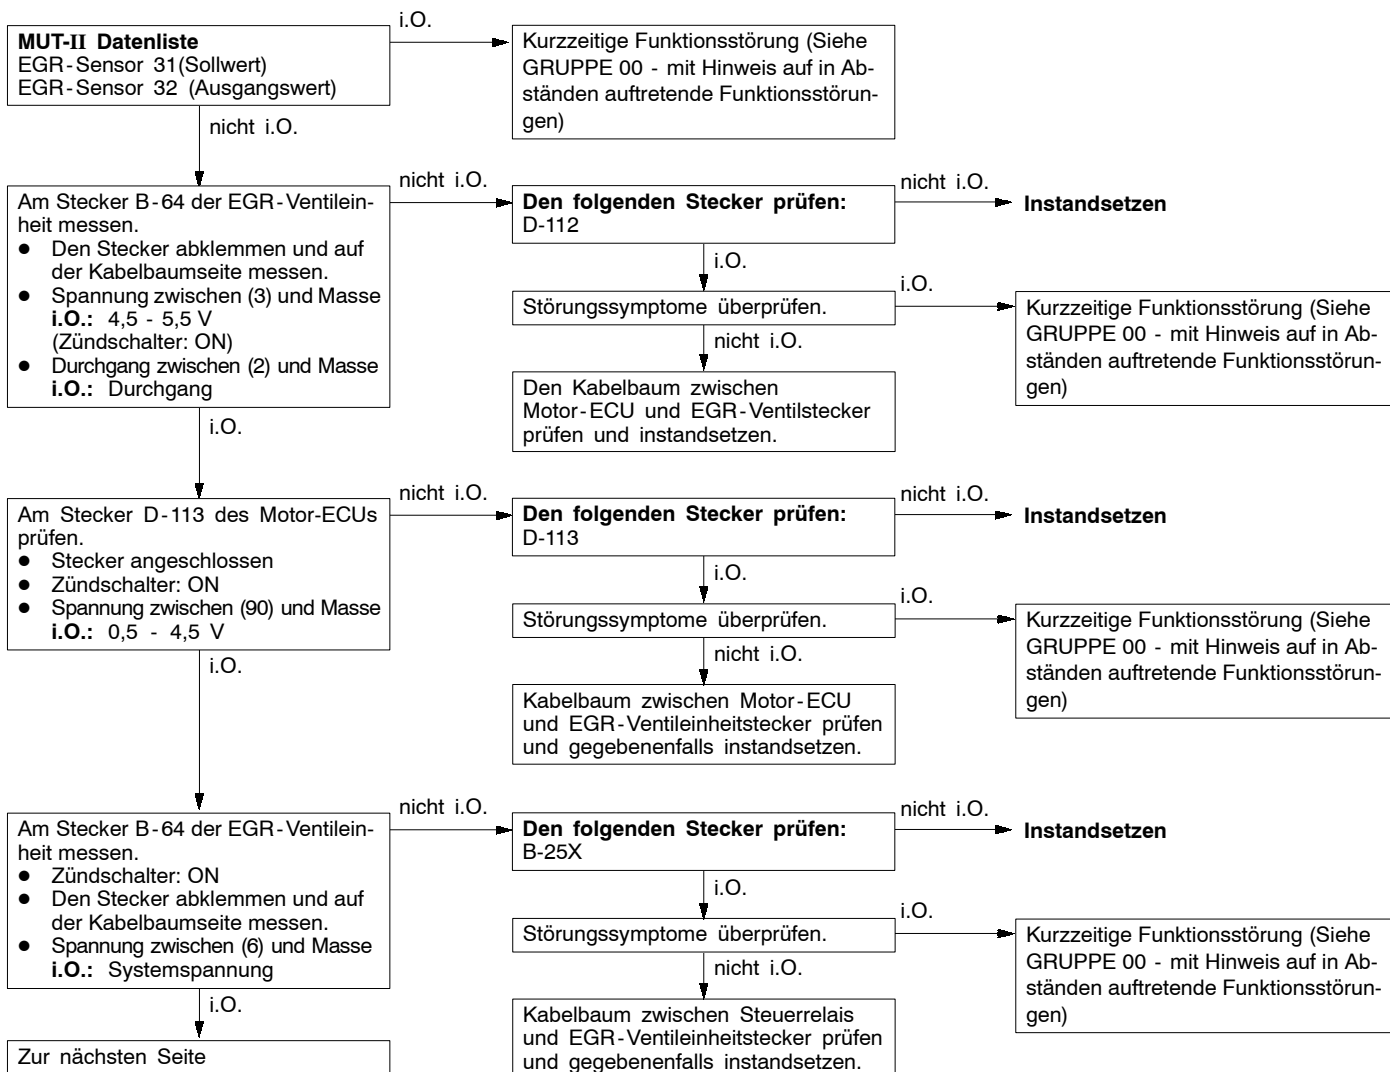 i.O.
MUT-II Datenliste
EGR-Sensor 31(Sollwert)
EGR-Sensor 32 (Ausgangswert)
Kurzzeitige Funktionsstörung (Siehe
GRUPPE 00 - mit Hinweis auf in Ab-
ständen auftretende Funktionsstörun-
gen)
nicht i.O.
Am Stecker B-64 der EGR-Ventilein-
heit messen.
● Den Stecker abklemmen und auf
der Kabelbaumseite messen.
● Spannung zwischen (3) und Masse
i.O.: 4,5 - 5,5 V
(Zündschalter: ON)
● Durchgang zwischen (2) und Masse
i.O.: Durchgang
nicht i.O.
Den folgenden Stecker prüfen:
D-112
nicht i.O.
Instandsetzen
i.O.
Störungssymptome überprüfen.
i.O.
Kurzzeitige Funktionsstörung (Siehe
GRUPPE 00 - mit Hinweis auf in Ab-
ständen auftretende Funktionsstörun-
gen)
nicht i.O.
Den Kabelbaum zwischen
Motor-ECU und EGR-Ventilstecker
prüfen und instandsetzen.
i.O.
Am Stecker D-113 des Motor-ECUs
prüfen.
● Stecker angeschlossen
● Zündschalter: ON
● Spannung zwischen (90) und Masse
i.O.: 0,5 - 4,5 V
nicht i.O.
Den folgenden Stecker prüfen:
D-113
nicht i.O.
Instandsetzen
i.O.
Störungssymptome überprüfen.
i.O.
Kurzzeitige Funktionsstörung (Siehe
GRUPPE 00 - mit Hinweis auf in Ab-
ständen auftretende Funktionsstörun-
gen)
nicht i.O.
Kabelbaum zwischen Motor-ECU
und EGR-Ventileinheitstecker prüfen
und gegebenenfalls instandsetzen.
i.O.
Am Stecker B-64 der EGR-Ventilein-
heit messen.
● Zündschalter: ON
● Den Stecker abklemmen und auf
der Kabelbaumseite messen.
● Spannung zwischen (6) und Masse
i.O.: Systemspannung
nicht i.O.
Den folgenden Stecker prüfen:
B-25X
nicht i.O.
Instandsetzen
i.O.
Störungssymptome überprüfen.
i.O.
Kurzzeitige Funktionsstörung (Siehe
GRUPPE 00 - mit Hinweis auf in Ab-
ständen auftretende Funktionsstörun-
gen)
nicht i.O.
Kabelbaum zwischen Steuerrelais
und EGR-Ventileinheitstecker prüfen
und gegebenenfalls instandsetzen.
i.O.
Zur nächsten Seite